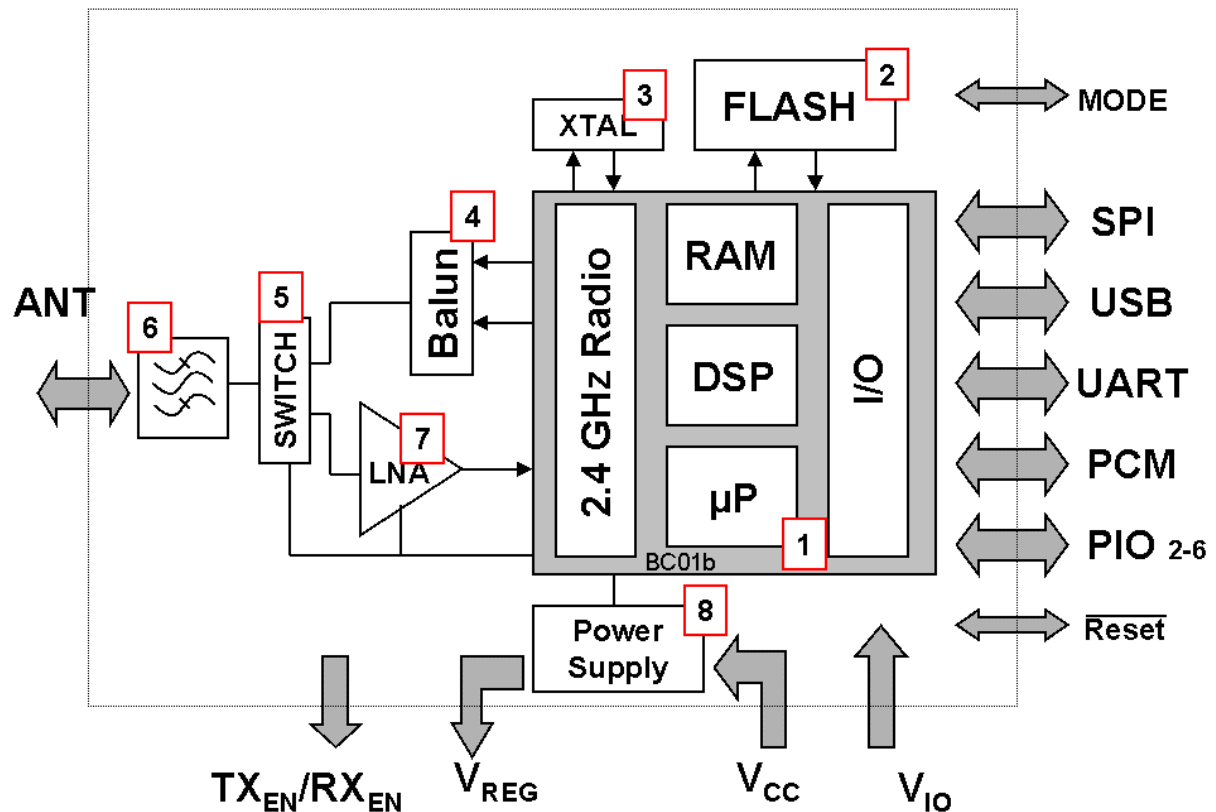 3
XTAL
2
FLASH
MODE
4
Balun
2.4 GHz Radio
RAM
I/O
SPI
ANT
6
5
SWITCH
USB
DSP
UART
7
LNA
µP
1
BC01b
PCM
PIO 2-6
8
Power
Supply
Reset
TXEN/RXEN
VREG
VCC
VIO